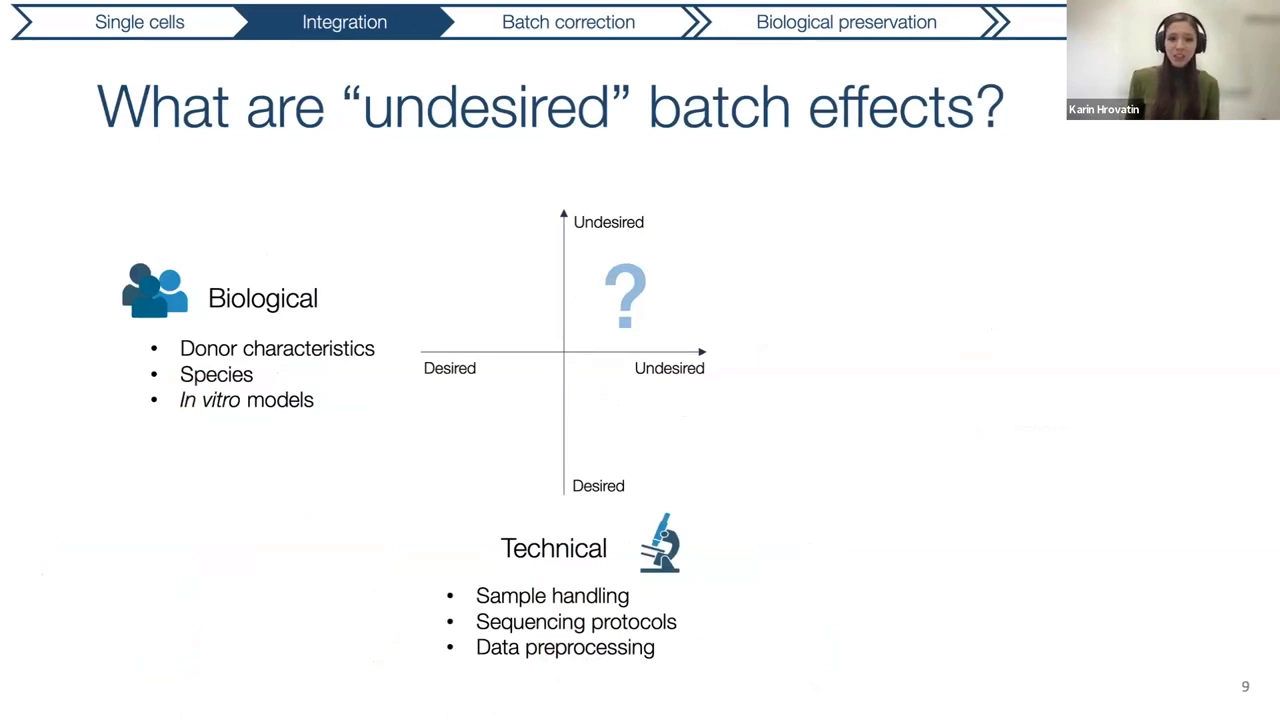 Single cells
Integration
Batch correction
Biological preservation
Karin Hrovatin
What are “undesired” batch effects?
Undesired
?
Biological
• Donor characteristics
• Species
• In vitro models
Desired
Undesired
Desired
Technical
• Sample handling
• Sequencing protocols
• Data preprocessing
9